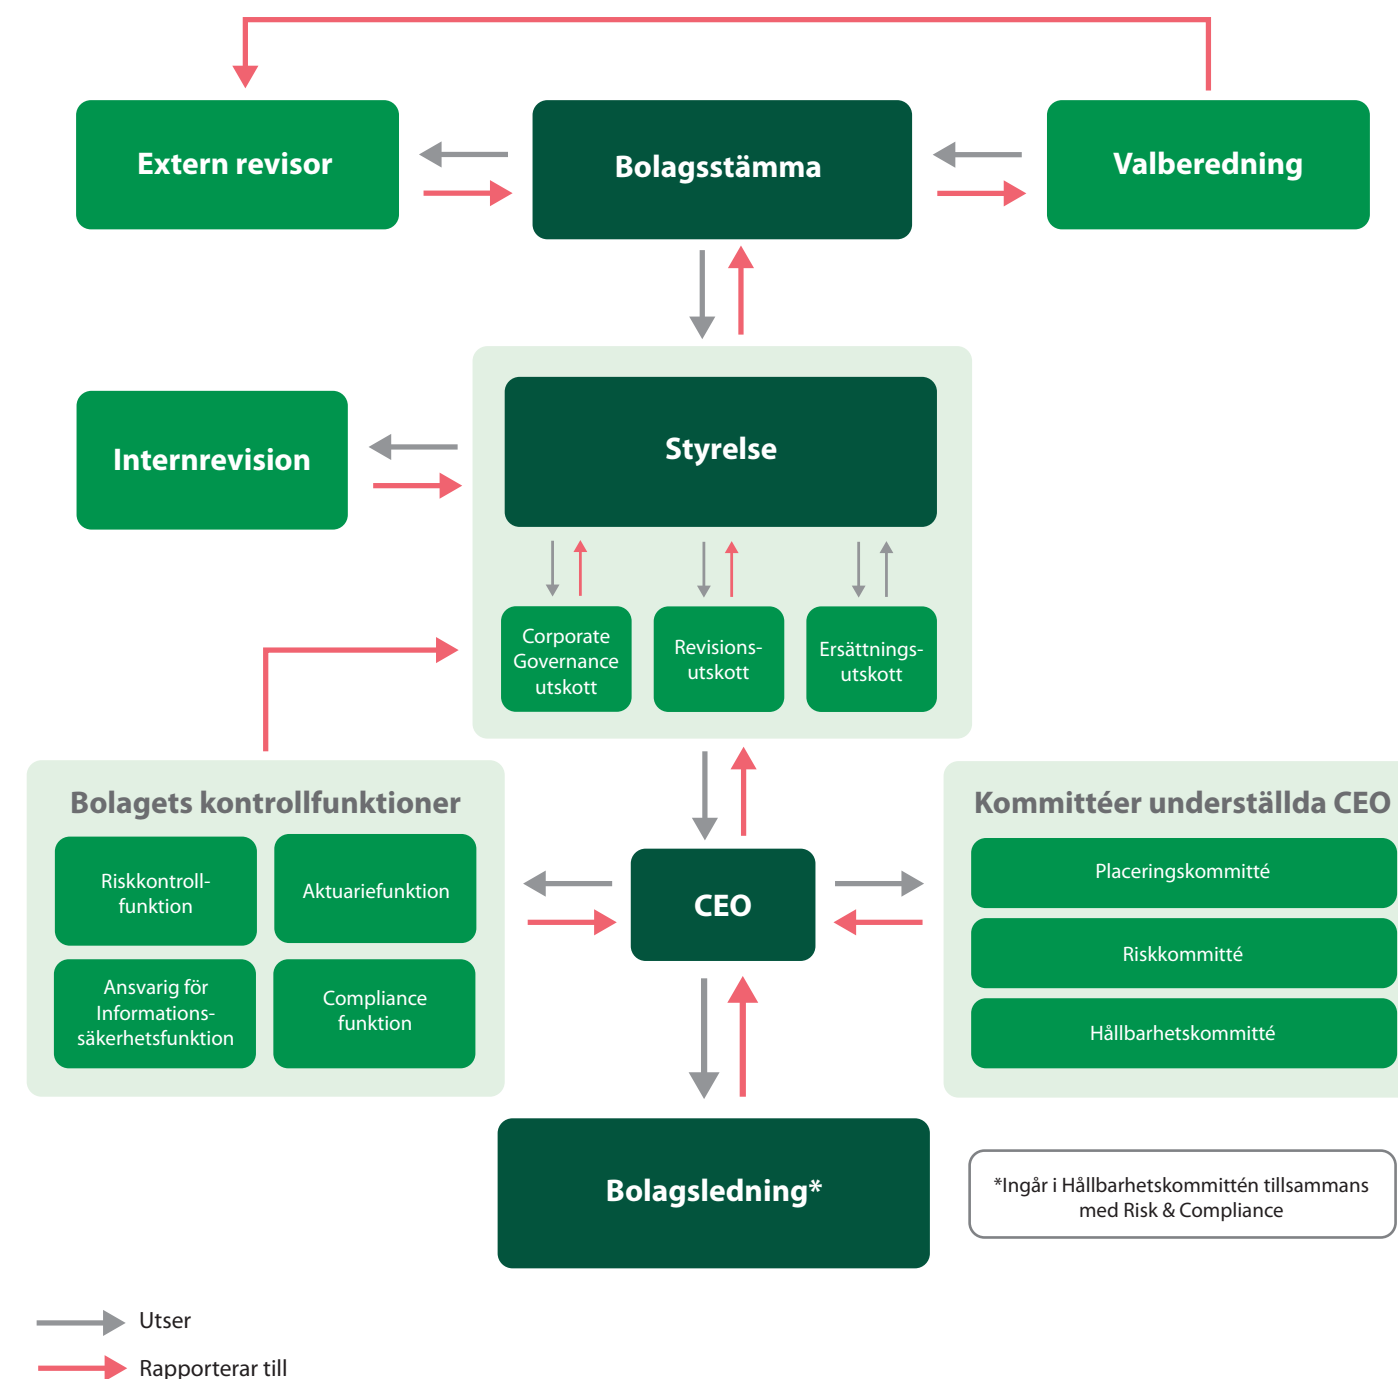 Extern revisor
Bolagsstämma
Valberedning
Internrevision
Styrelse
Corporate
Governance
utskott
Revisions-
utskott
Ersättnings-
utskott
Bolagets kontrollfunktioner
Riskkontroll-
funktion
Aktuariefunktion
Ansvarig för
Informations-
säkerhetsfunktion
Compliance
funktion
CEO
Kommittéer underställda CEO
Placeringskommitté
Riskkommitté
Hållbarhetskommitté
Bolagsledning*
*Ingår i Hållbarhetskommittén tillsammans
med Risk & Compliance
Utser
Rapporterar till